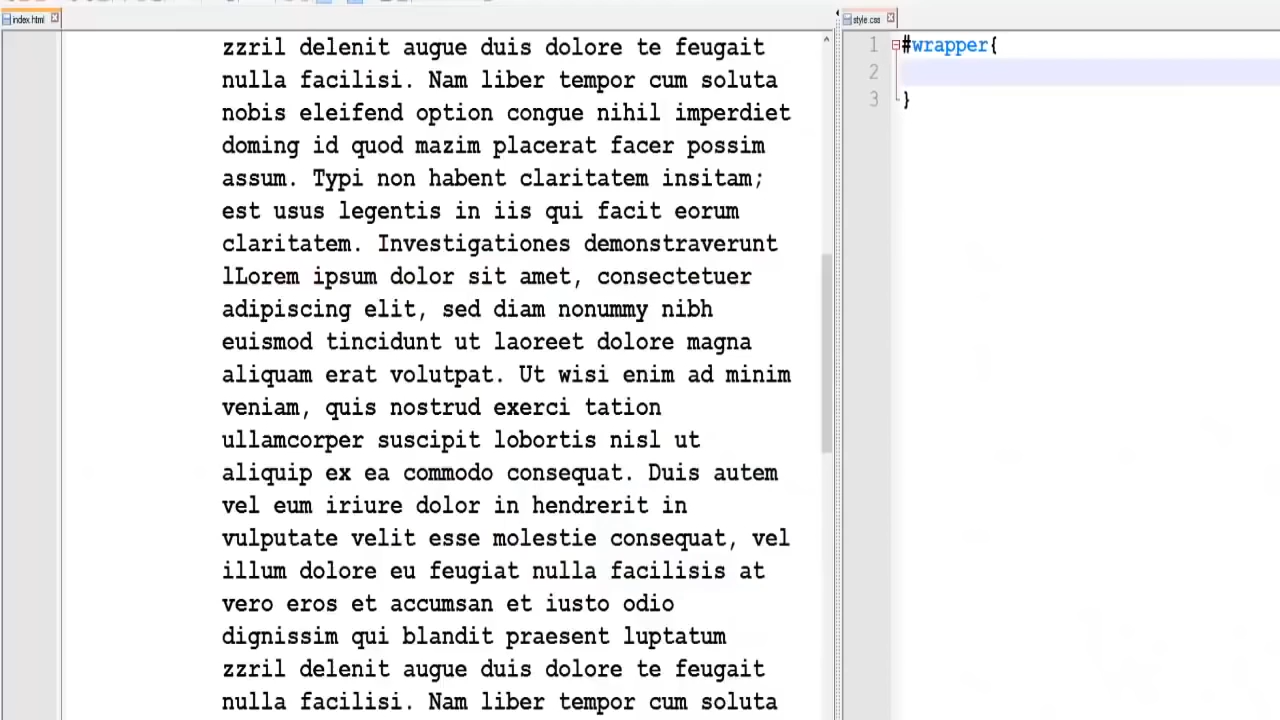 index.html
zzril delenit augue duis dolore te feugait
nulla facilisi. Nam liber tempor cum soluta
nobis eleifend option congue nihil imperdiet
doming id quod mazim placerat facer possim
assum. Typi non habent claritatem insitam;
est usus legentis in iis qui facit eorum
claritatem. Investigationes demonstraverunt
lLorem ipsum dolor sit amet, consectetuer
adipiscing elit, sed diam nonummy nibh
euismod tincidunt ut laoreet dolore magna
aliquam erat volutpat. Ut wisi enim ad minim
veniam, quis nostrud exerci tation
ullamcorper suscipit lobortis nisl ut
aliquip ex ea commodo consequat. Duis autem
vel eum iriure dolor in hendrerit in
vulputate velit esse molestie consequat, vel
illum dolore eu feugiat nulla facilisis at
vero eros et accumsan et iusto odio
dignissim qui blandit praesent luptatum
zzril delenit augue duis dolore te feugait
nulla facilisi. Nam liber tempor cum soluta
style.css
1 #wrapper{
2
3 }